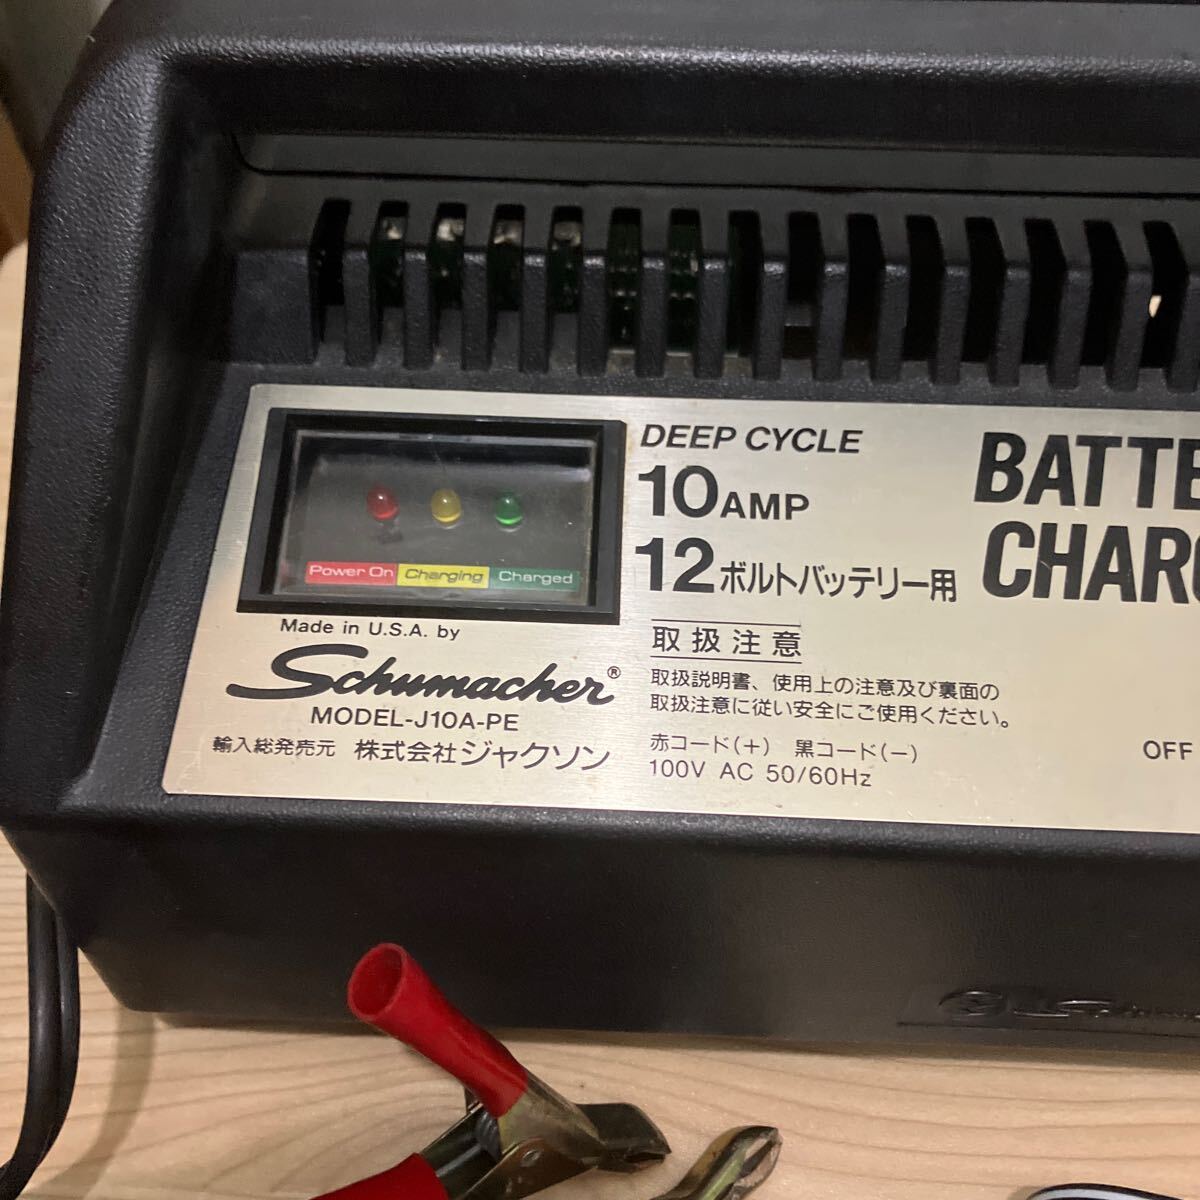 Power On Charging Charged
DEEP CYCLE
10 AMP
12ボルトバッテリー用
Made in U.S.A. by
Schumacher®
MODEL-J10A-PE
輸入総発売元 株式会社ジャクソン
取扱注意
取扱説明書、使用上の注意及び裏面の
取扱注意に従い安全にご使用ください。
赤コード(+) 黒コード(−)
100V AC 50/60Hz
BATTE
CHARG
OFF